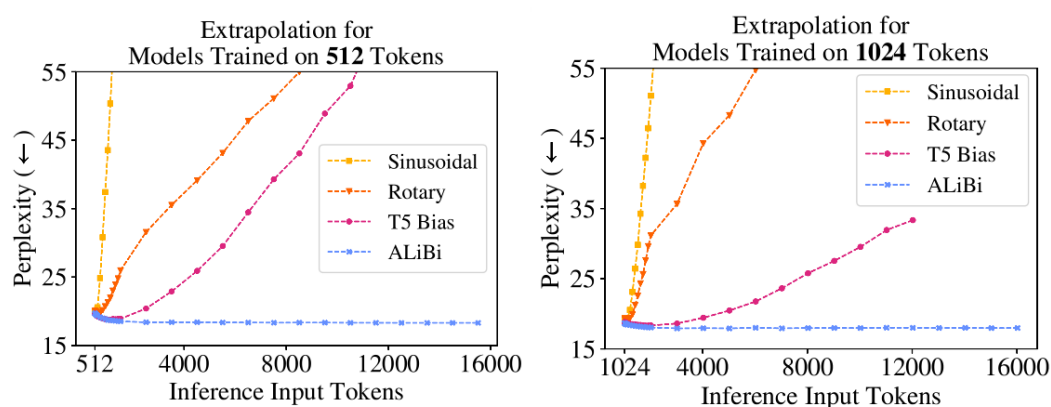 Extrapolation for
Models Trained on 512 Tokens
55
45
35
25
15
Perplexity (←)
Sinusoidal
Rotary
T5 Bias
ALiBi
512 4000 8000 12000 16000
Inference Input Tokens
Extrapolation for
Models Trained on 1024 Tokens
55
45
35
25
15
Perplexity (←)
Sinusoidal
Rotary
T5 Bias
ALiBi
1024 4000 8000 12000 16000
Inference Input Tokens